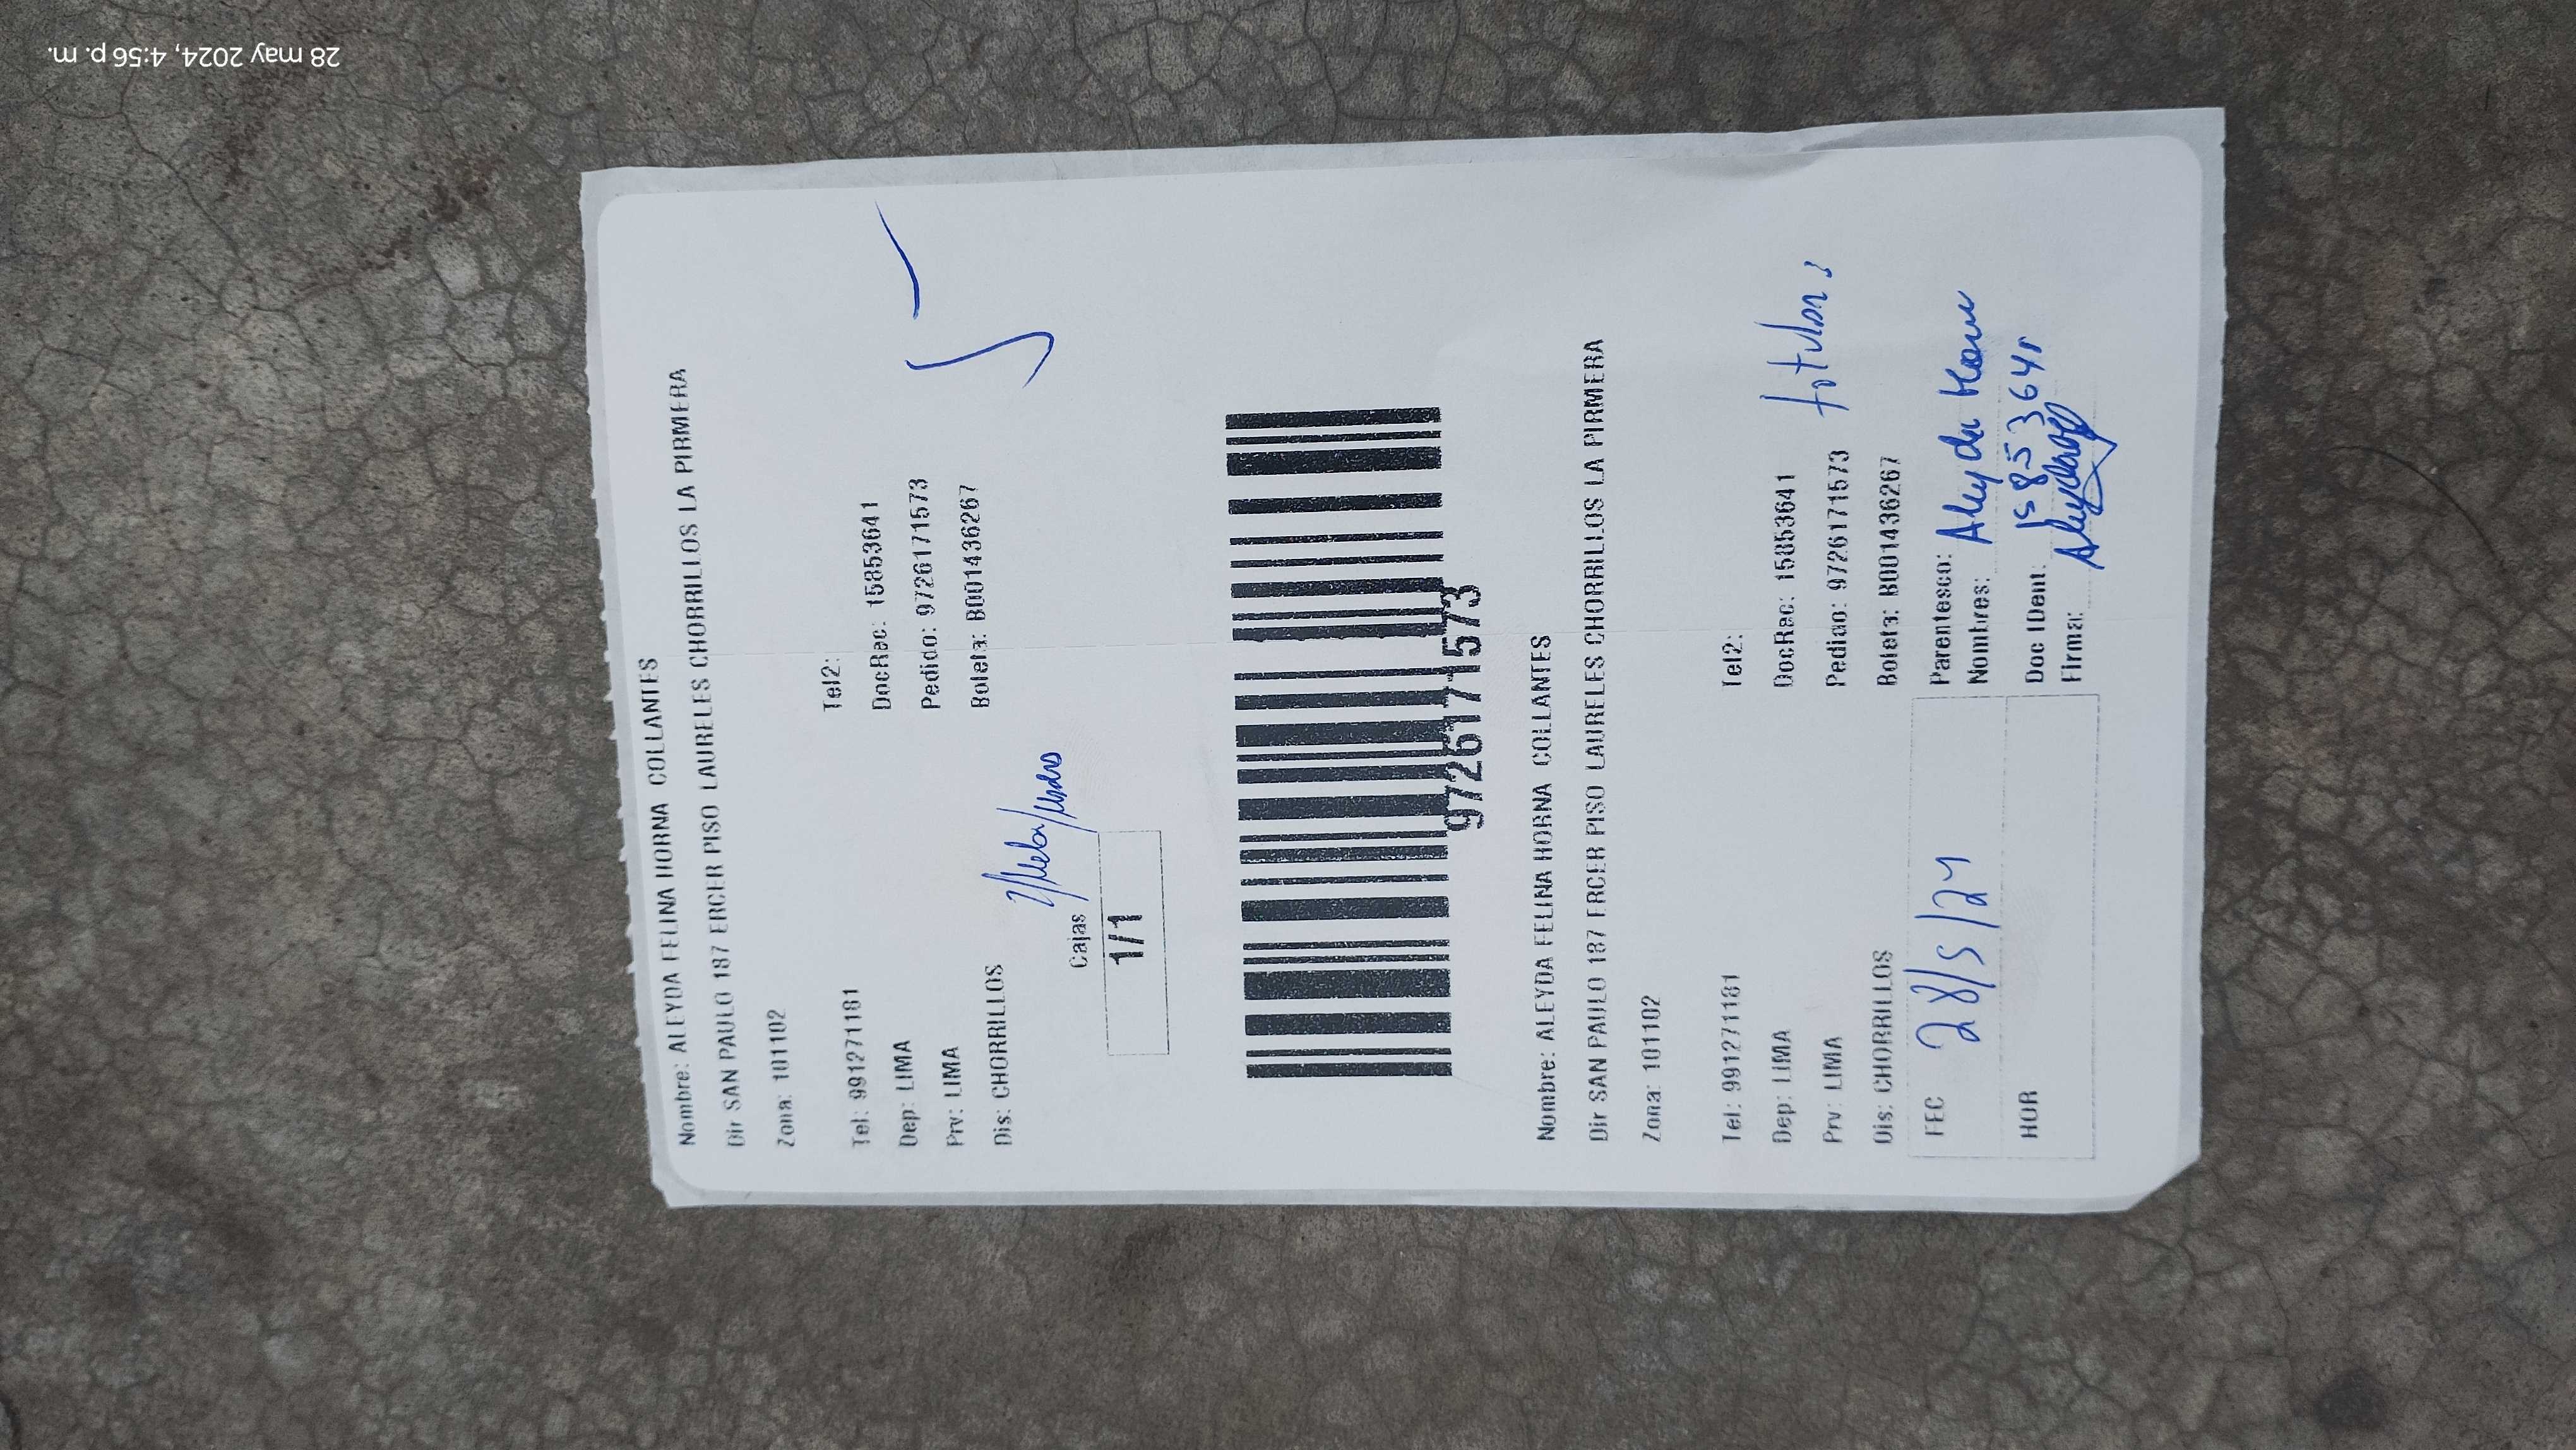 28 may 2024, 4:56 p. m.
Nombre: ALEYDA FELINA HORNA COLLANTES
Dir SAN PAULO 187 ERCER PISO LAURELES CHORRILLOS LA PIRMERA
Zona: 101102
Tel: 991271181 Tel2:
Dep: LIMA DocRec: 15853641
Prv: LIMA Pedido: 9726171573
Dis: CHORRILLOS Boleta: B001436267
Cajas
1/1
9726171573
Nombre: ALEYDA FELINA HORNA COLLANTES
Dir SAN PAULO 187 ERCER PISO LAURELES CHORRILLOS LA PIRMERA
Zona: 101102
Tel: 991271181 Tel2:
Dep: LIMA DocRec: 15853641
Prv: LIMA Pedido: 9726171573
Dis: CHORRILLOS Boleta: B001436267
FEC 28/5/24 Parentesco:
Nombres: Aleyda
HOR Doc IDent: 15853641
Firma: